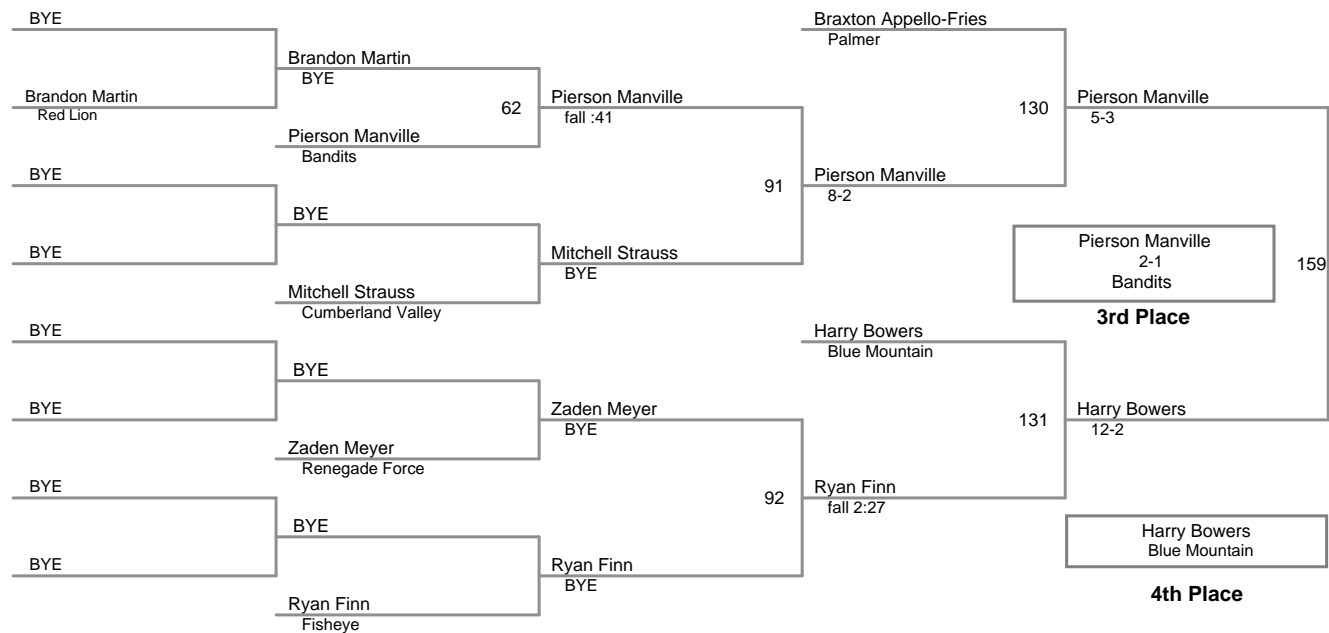 BYE
Braxton Appello-Fries
Palmer
Brandon Martin
BYE
Brandon Martin
Red Lion
62
Pierson Manville
fall :41
130
Pierson Manville
5-3
Pierson Manville
Bandits
BYE
91
Pierson Manville
8-2
BYE
BYE
Mitchell Strauss
BYE
Pierson Manville
2-1
Bandits
159
Mitchell Strauss
Cumberland Valley
3rd Place
BYE
Harry Bowers
Blue Mountain
BYE
BYE
Zaden Meyer
BYE
131
Harry Bowers
12-2
Zaden Meyer
Renegade Force
BYE
92
Ryan Finn
fall 2:27
BYE
Harry Bowers
Blue Mountain
BYE
Ryan Finn
BYE
4th Place
Ryan Finn
Fisheye